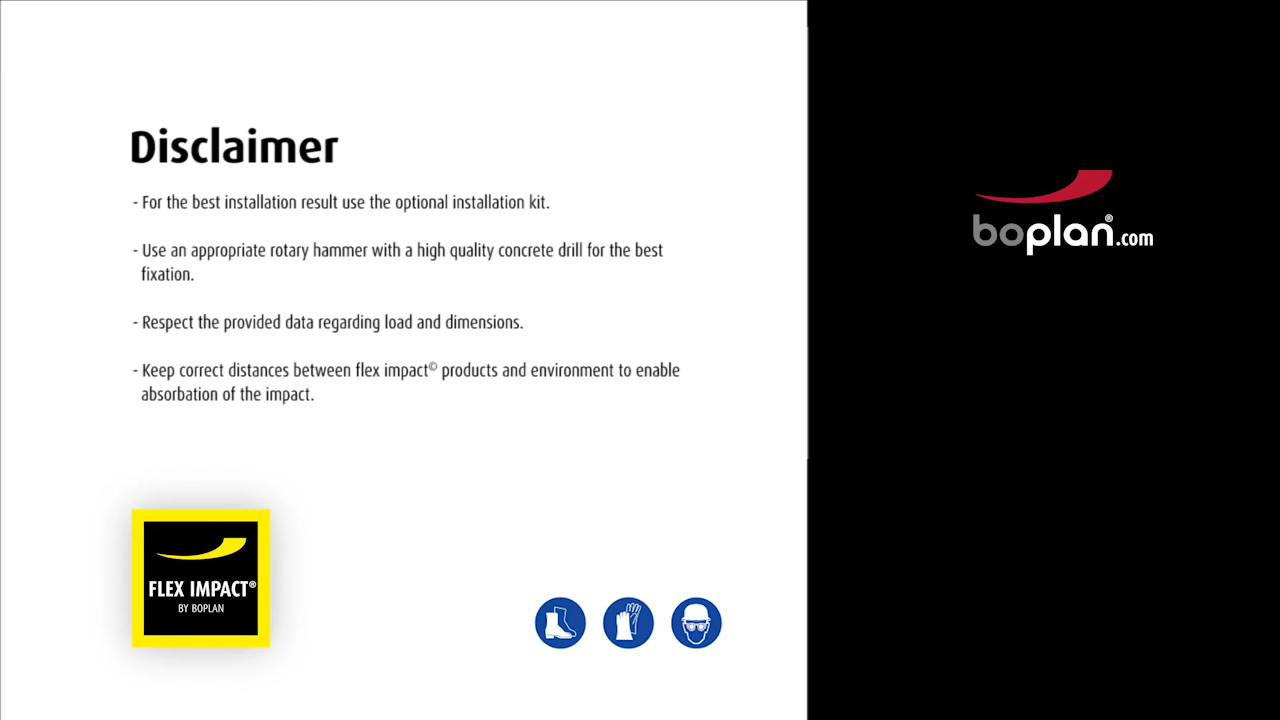 Disclaimer
- For the best installation result use the optional installation kit.
- Use an appropriate rotary hammer with a high quality concrete drill for the best
fixation.
- Respect the provided data regarding load and dimensions.
- Keep correct distances between flex impact© products and environment to enable
absorbation of the impact.
FLEX IMPACT®
BY BOPLAN
boplan®.com